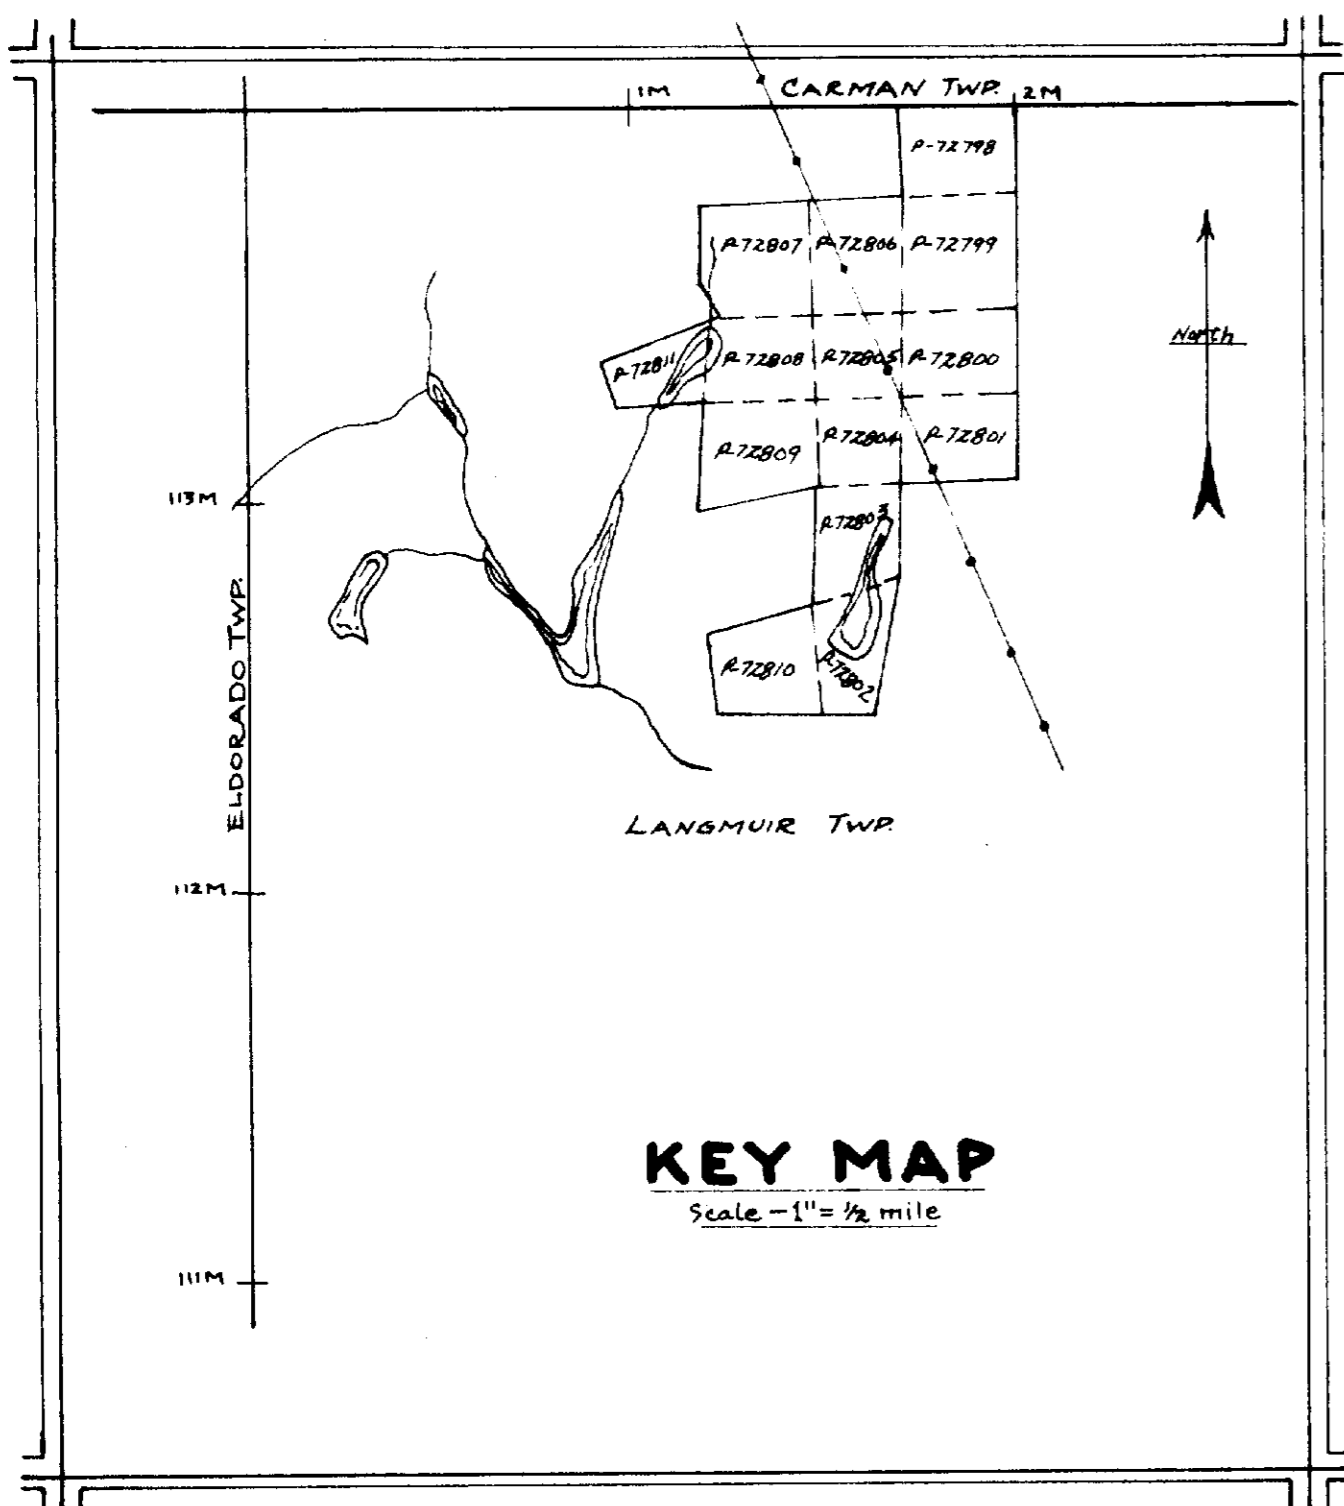 1M CARMAN TWP. 2M
P-72798
P-72807 P-72806 P-72799
North
P-72811 P-72808 P-72805 P-72800
P-72809 P-72804 P-72801
113M
P-72803
ELDORADO TWP.
P-72810 P-72802
LANGMUIR TWP.
112M
KEY MAP
Scale - 1" = 1/2 mile
111M